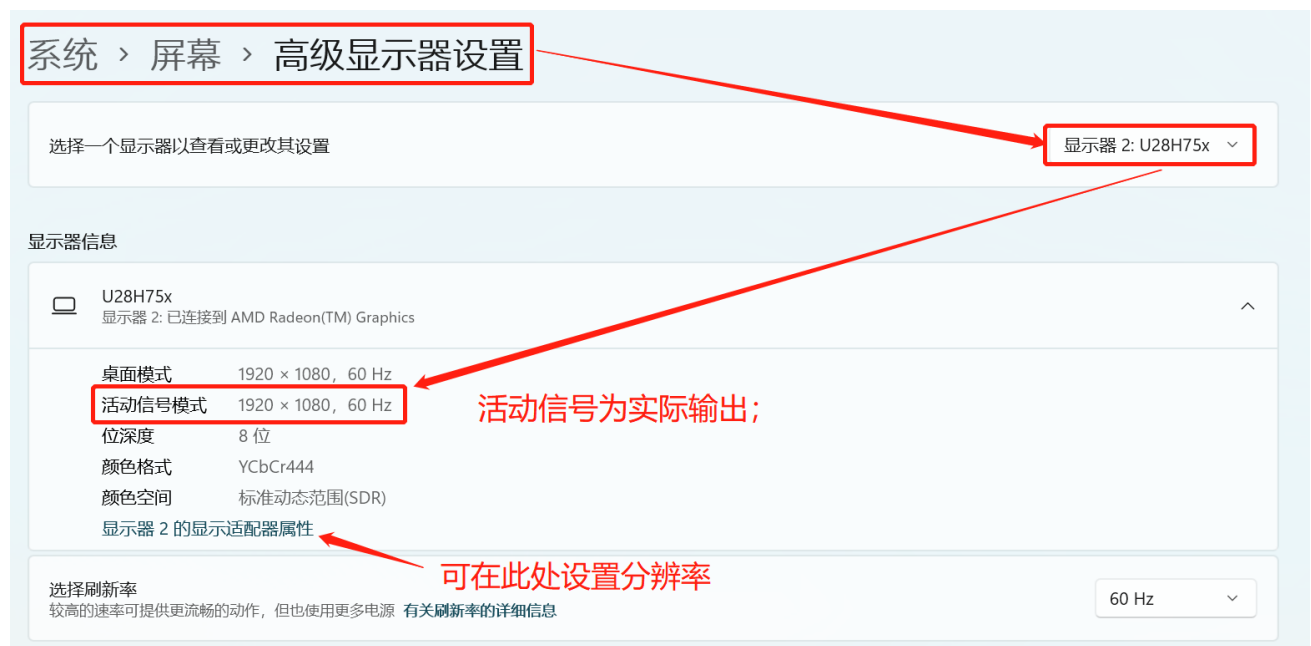 系统 › 屏幕 › 高级显示器设置
选择一个显示器以查看或更改其设置
显示器 2: U28H75x
显示器信息
U28H75x
显示器 2: 已连接到 AMD Radeon(TM) Graphics
桌面模式 1920 × 1080，60 Hz
活动信号模式 1920 × 1080，60 Hz
活动信号为实际输出；
位深度 8 位
颜色格式 YCbCr444
颜色空间 标准动态范围(SDR)
显示器 2 的显示适配器属性
可在此处设置分辨率
选择刷新率
较高的速率可提供更流畅的动作，但也使用更多电源 有关刷新率的详细信息
60 Hz